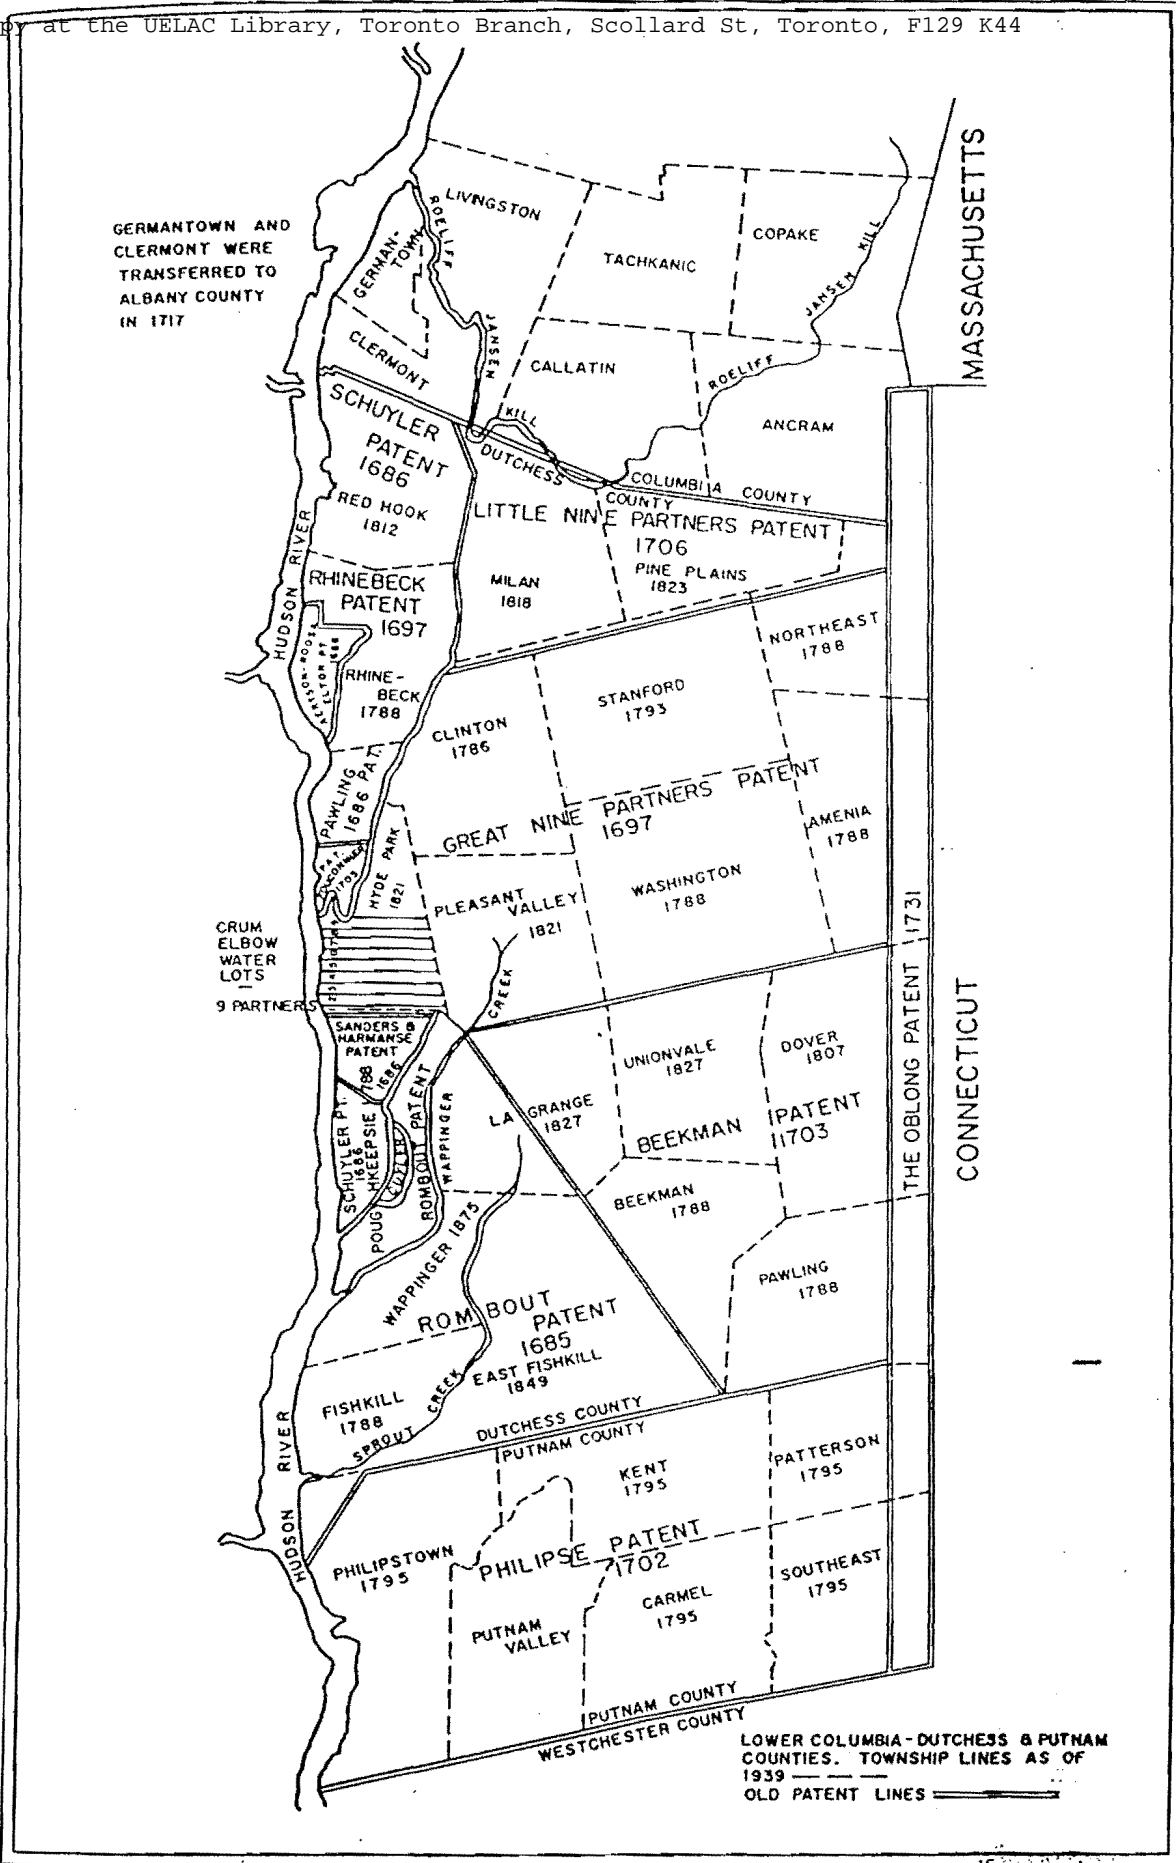 py at the UELAC Library, Toronto Branch, Scollard St, Toronto, F129 K44
GERMANTOWN AND
CLERMONT WERE
TRANSFERRED TO
ALBANY COUNTY
IN 1717
LIVINGSTON
ROELIFF
JANSEN
KILL
GERMAN-
TOWN
TACHKANIC
COPAKE
ROELIFF
JANSEN
KILL
MASSACHUSETTS
CLERMONT
CALLATIN
ANCRAM
SCHUYLER
PATENT
1686
RED HOOK
1812
DUTCHESS
COUNTY
COLUMBIA COUNTY
LITTLE NINE PARTNERS PATENT
1706
PINE PLAINS
1823
MILAN
1818
HUDSON RIVER
RHINEBECK
PATENT
1697
RHINE-
BECK
1788
NORTHEAST
1788
STANFORD
1793
CLINTON
1786
PAWLING
1686 PAT.
GREAT NINE PARTNERS PATENT
1697
AMENIA
1788
HYDE PARK
1821
PLEASANT
VALLEY
1821
WASHINGTON
1788
CRUM
ELBOW
WATER
LOTS
9 PARTNERS
CREEK
THE OBLONG PATENT 1731
CONNECTICUT
SANDERS &
HARMANSE
PATENT
1686
UNIONVALE
1827
DOVER
1807
SCHUYLER PT.
1686
POUG
HKEEPSIE
1788
ROMBOUT PATENT
WAPPINGER
LA GRANGE
1827
BEEKMAN PATENT
1703
BEEKMAN
1788
WAPPINGER 1875
PAWLING
1788
ROMBOUT
PATENT
1685
EAST FISHKILL
1849
FISHKILL
1788
SPROUT CREEK
DUTCHESS COUNTY
PUTNAM COUNTY
HUDSON RIVER
KENT
1795
PATTERSON
1795
PHILIPSTOWN
1795
PHILIPSE PATENT
1702
SOUTHEAST
1795
CARMEL
1795
PUTNAM
VALLEY
PUTNAM COUNTY
WESTCHESTER COUNTY
LOWER COLUMBIA-DUTCHESS & PUTNAM
COUNTIES. TOWNSHIP LINES AS OF
1939
OLD PATENT LINES